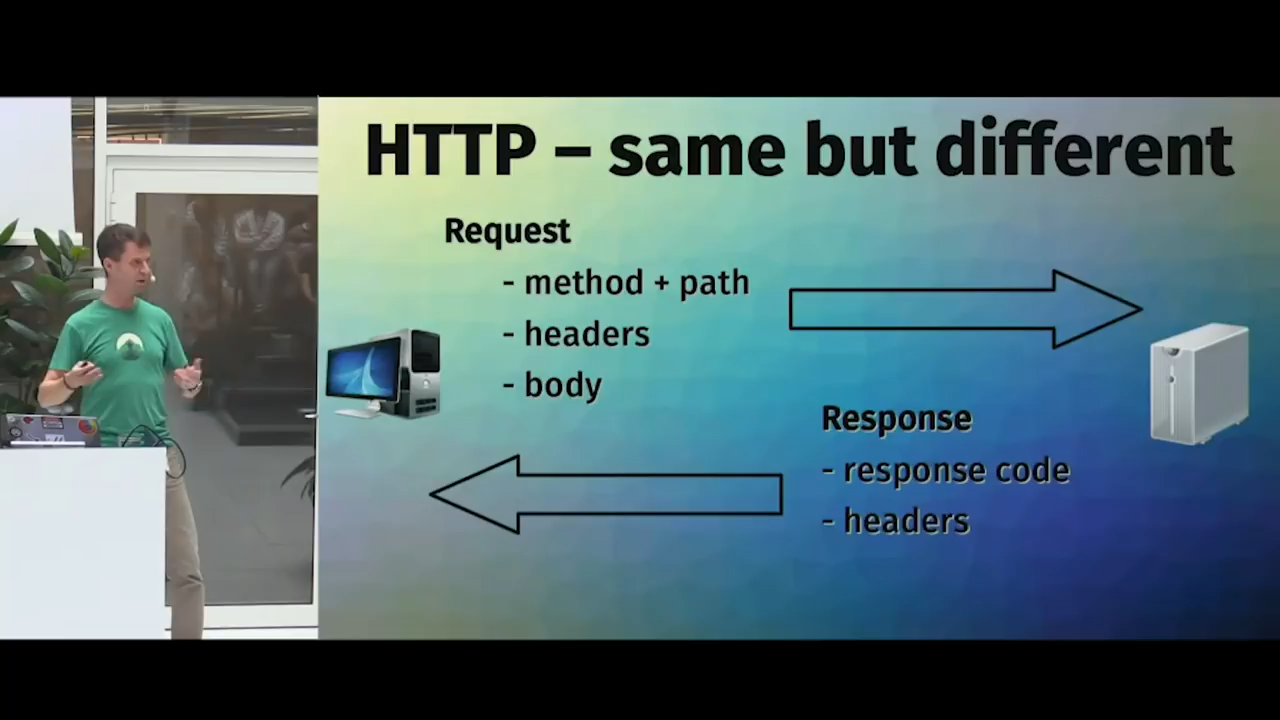 HTTP – same but different
Request
- method + path
- headers
- body
Response
- response code
- headers